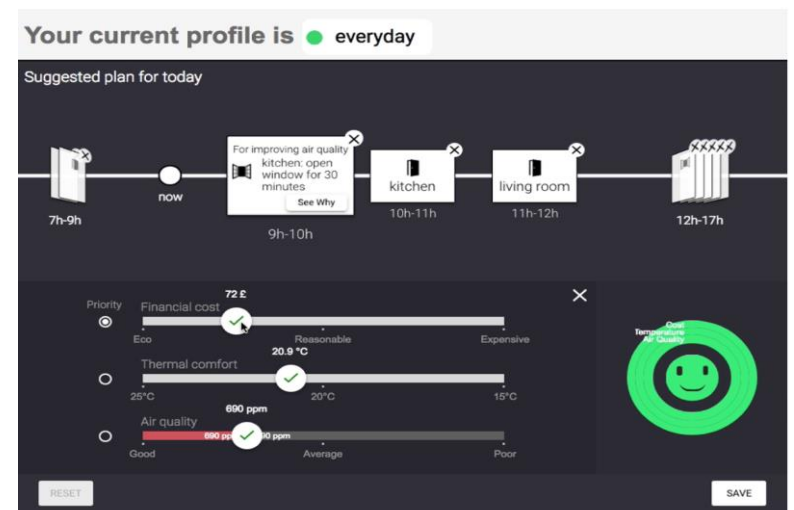 Your current profile is everyday
Suggested plan for today
For improving air quality
kitchen: open
window for 30
minutes
See Why
kitchen
living room
now
7h-9h
9h-10h
10h-11h
11h-12h
12h-17h
72 £
Priority
Financial cost
Eco
Reasonable
Expensive
20.9 °C
Thermal comfort
25°C
20°C
15°C
690 ppm
Air quality
Good
Average
Poor
Cost
Temperature
Air Quality
RESET
SAVE